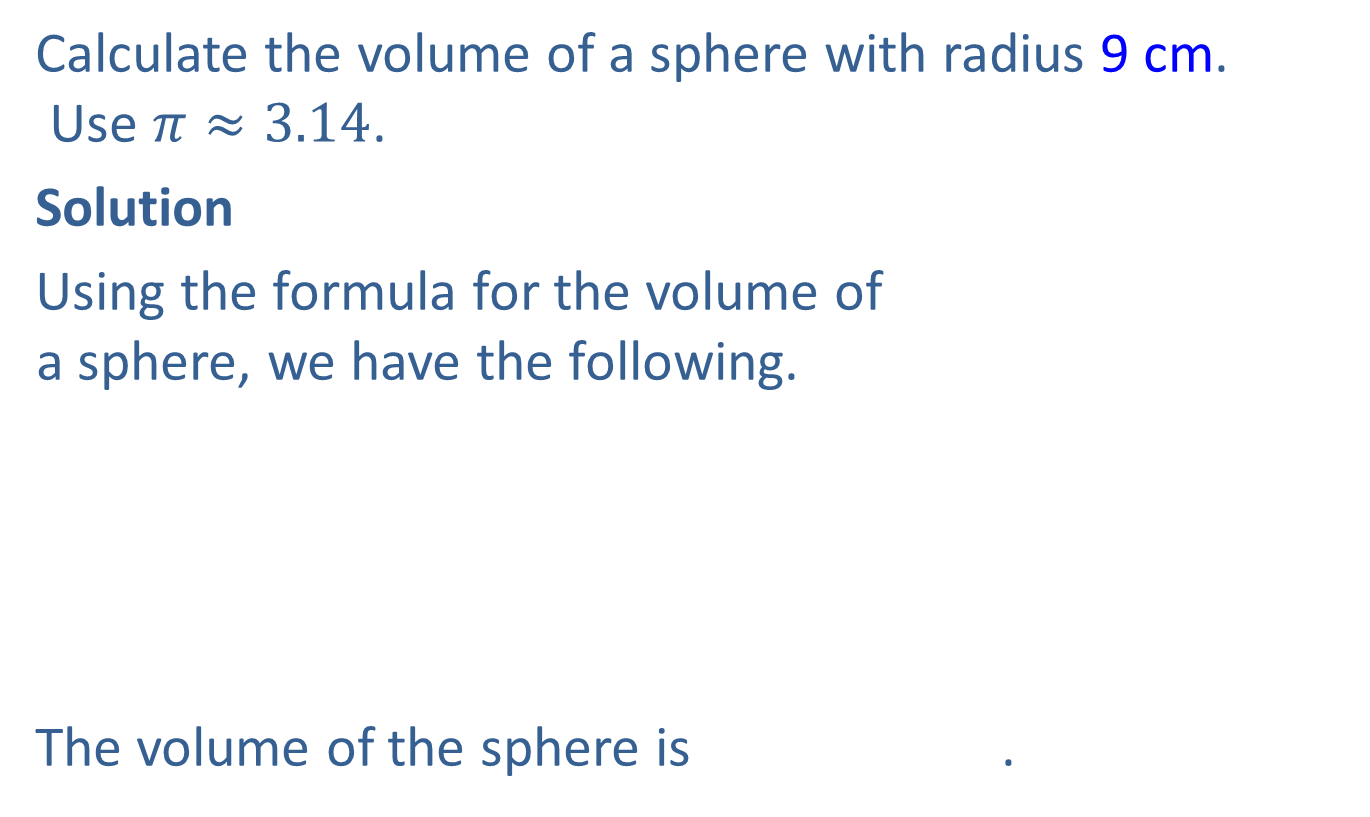 Calculate the volume of a sphere with radius 9 cm.
Use π ≈ 3.14.
Solution
Using the formula for the volume of
a sphere, we have the following.
The volume of the sphere is .